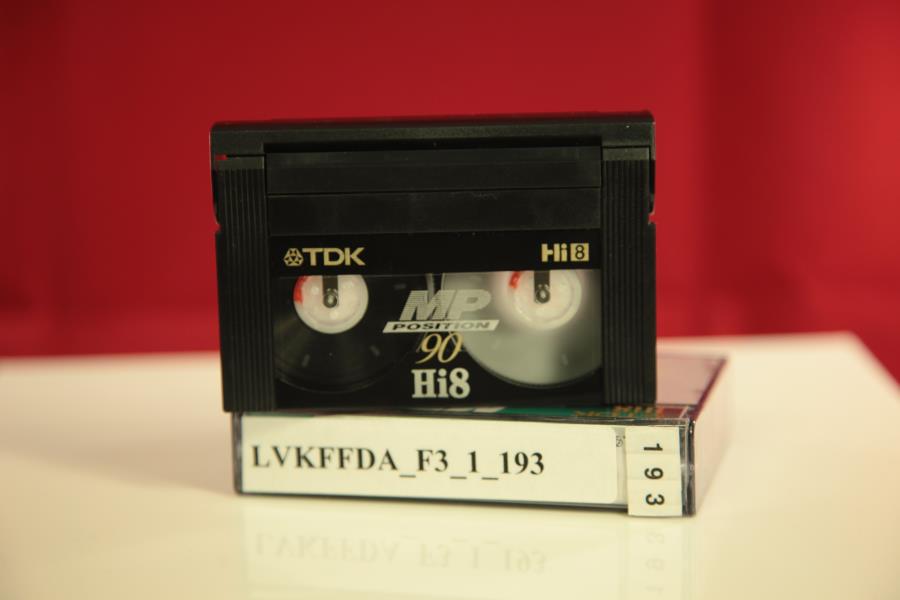 TDK Hi8
MP
POSITION
90
Hi8
LVKFFDA_F3_1_193
193